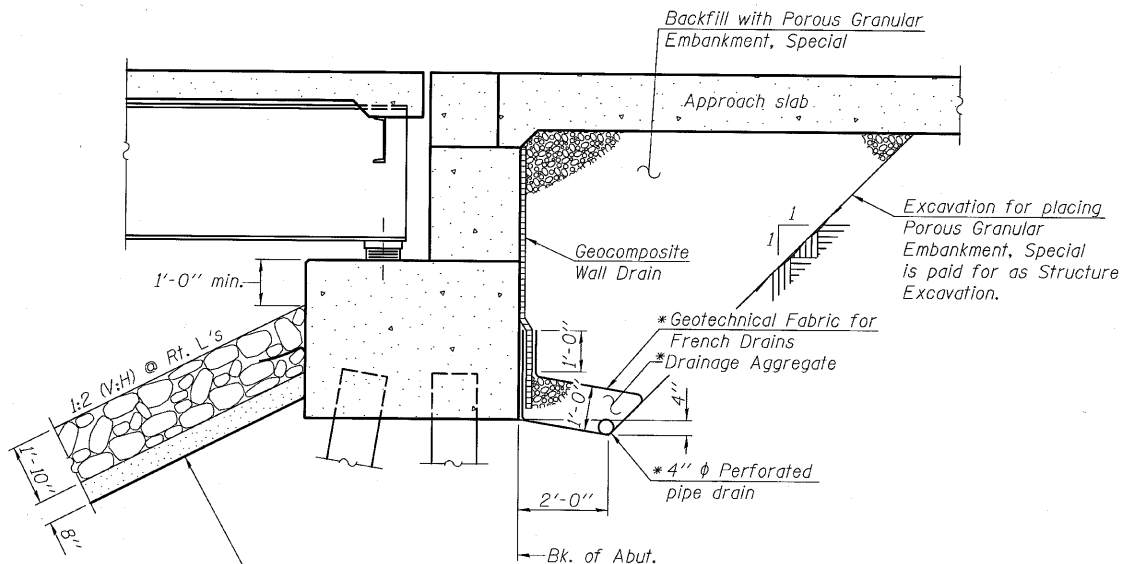 Backfill with Porous Granular
Embankment, Special
Approach slab
Excavation for placing
Porous Granular
Embankment, Special
is paid for as Structure
Excavation.
1
1
Geocomposite
Wall Drain
1'-0" min.
1:2 (V:H) @ Rt. L's
*Geotechnical Fabric for
French Drains
*Drainage Aggregate
1'-0"
1'-0"
4"
*4" ϕ Perforated
pipe drain
2'-0"
1'-10"
8"
Bk. of Abut.